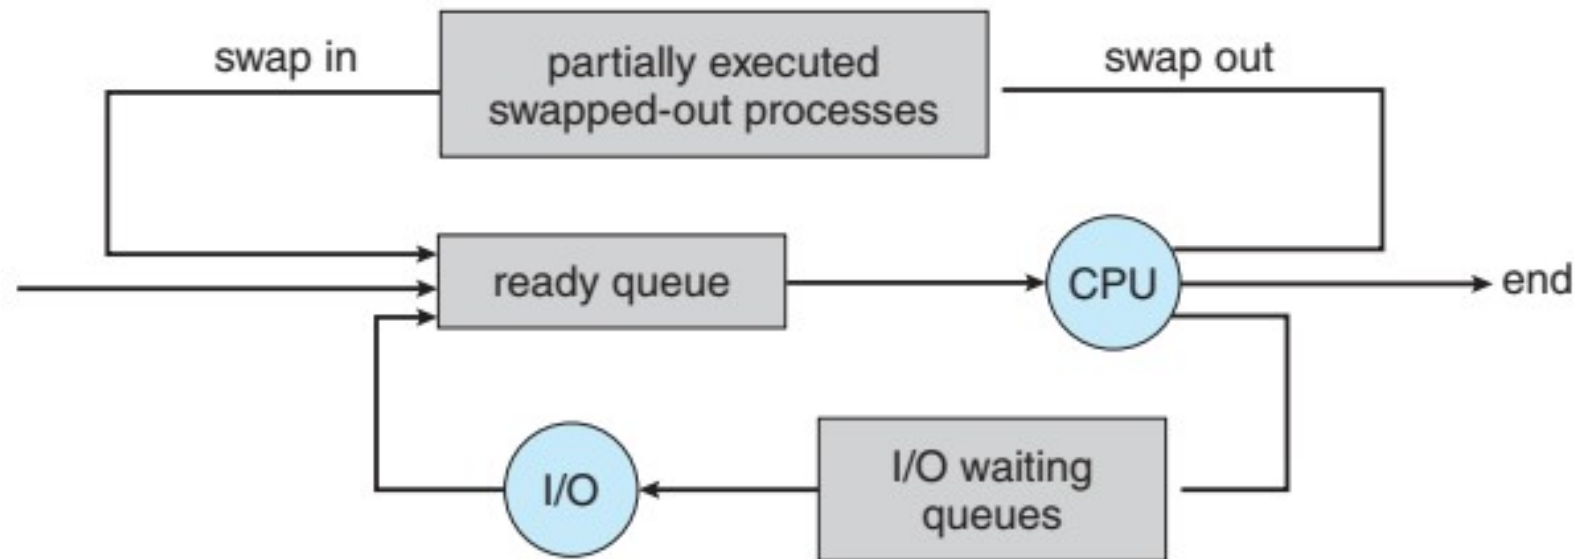 swap in
partially executed
swapped-out processes
swap out
ready queue
CPU
end
I/O
I/O waiting
queues